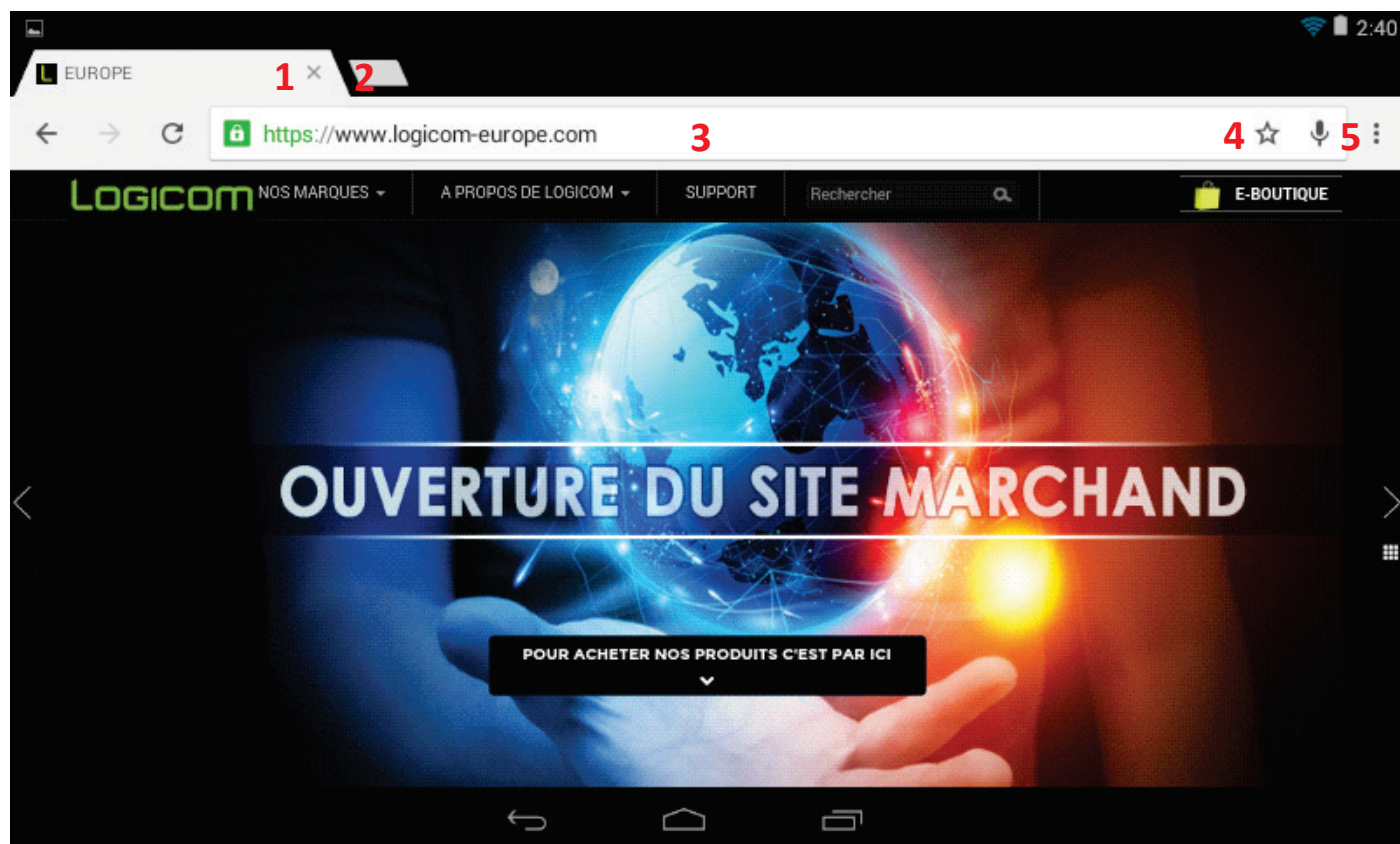 2:40
EUROPE 1 2
https://www.logicom-europe.com 3 4 5
LOGICOM NOS MARQUES A PROPOS DE LOGICOM SUPPORT Rechercher E-BOUTIQUE
OUVERTURE DU SITE MARCHAND
POUR ACHETER NOS PRODUITS C'EST PAR ICI